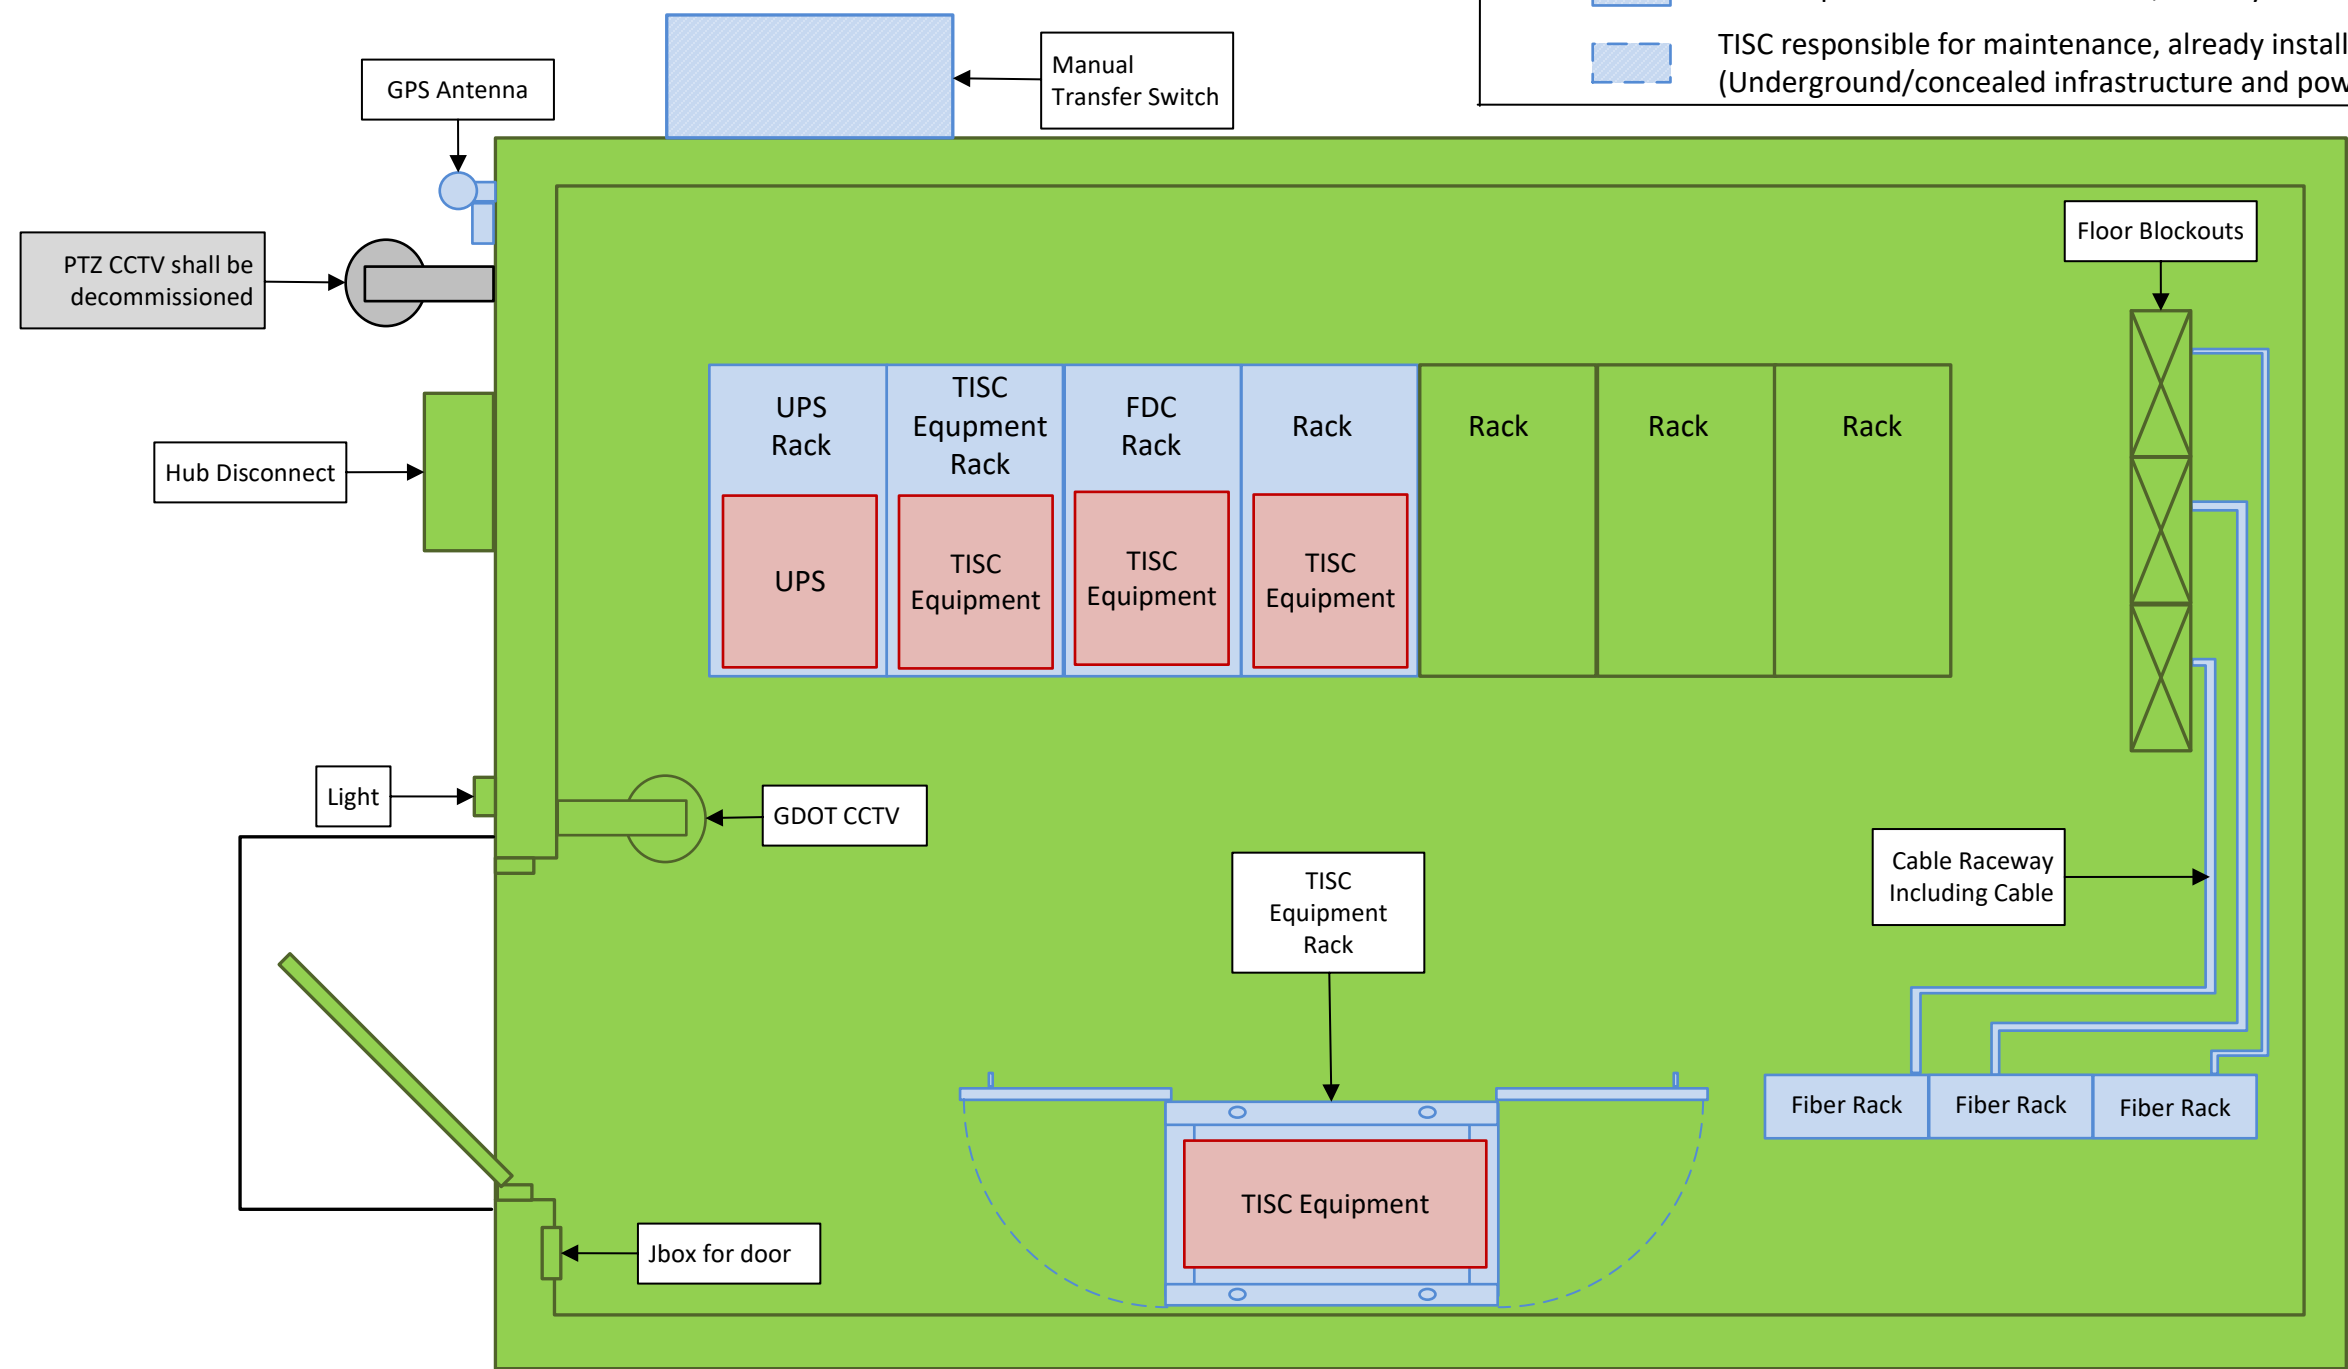 TISC responsible for maintenance, already install
(Underground/concealed infrastructure and pow
Manual
Transfer Switch
GPS Antenna
PTZ CCTV shall be
decommissioned
Floor Blockouts
UPS
Rack
TISC
Equpment
Rack
FDC
Rack
Rack
Rack
Rack
Rack
Hub Disconnect
UPS
TISC
Equipment
TISC
Equipment
TISC
Equipment
Light
GDOT CCTV
TISC
Equipment
Rack
Cable Raceway
Including Cable
Fiber Rack
Fiber Rack
Fiber Rack
TISC Equipment
Jbox for door